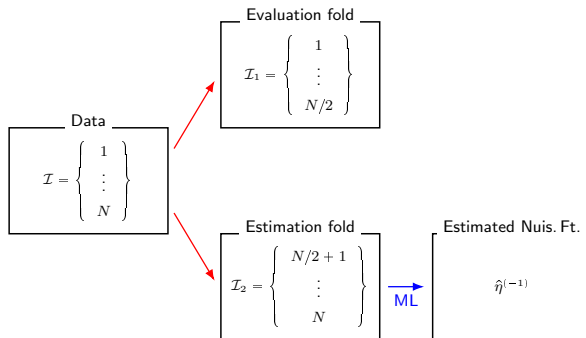 Evaluation fold
𝓘₁ = { 1
⋮
N/2 }
Data
𝓘 = { 1
⋮
N }
Estimation fold
𝓘₂ = { N/2 + 1
⋮
N }
ML
Estimated Nuis. Ft.
η̂⁽⁻¹⁾